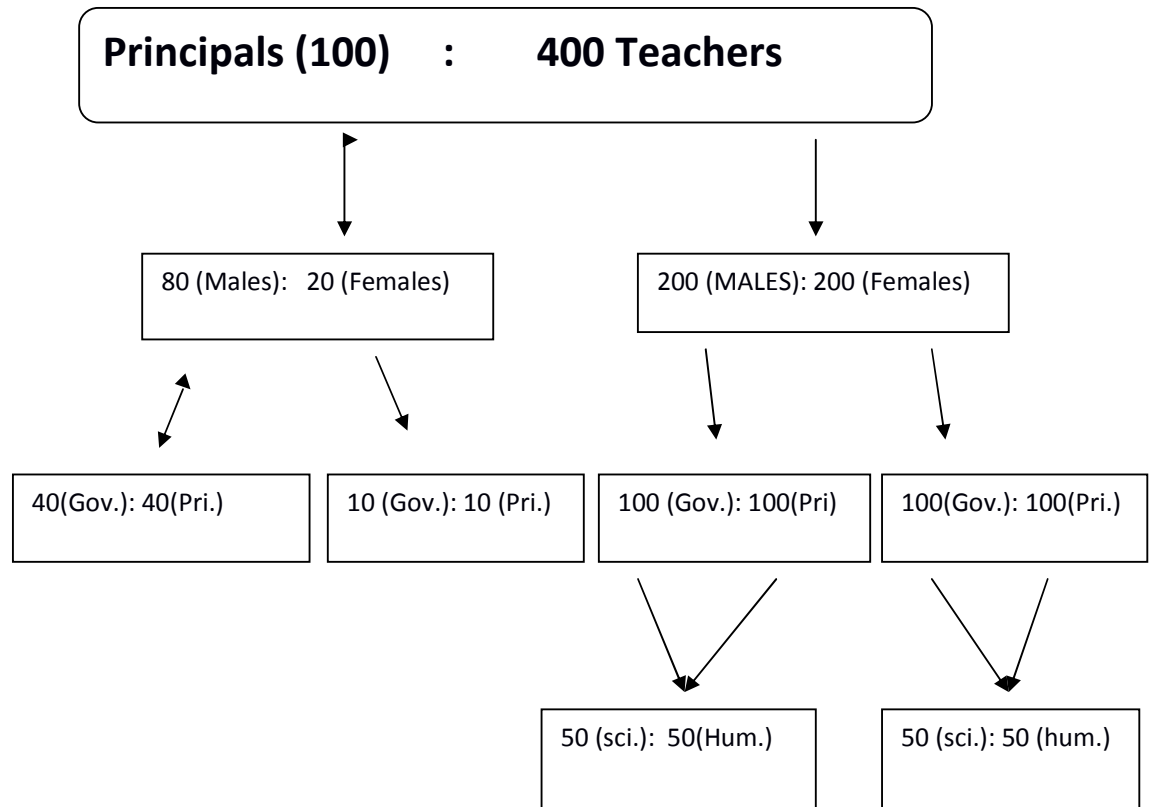 Principals (100) : 400 Teachers
80 (Males): 20 (Females)
200 (MALES): 200 (Females)
40(Gov.): 40(Pri.)
10 (Gov.): 10 (Pri.)
100 (Gov.): 100(Pri)
100(Gov.): 100(Pri.)
50 (sci.): 50(Hum.)
50 (sci.): 50 (hum.)